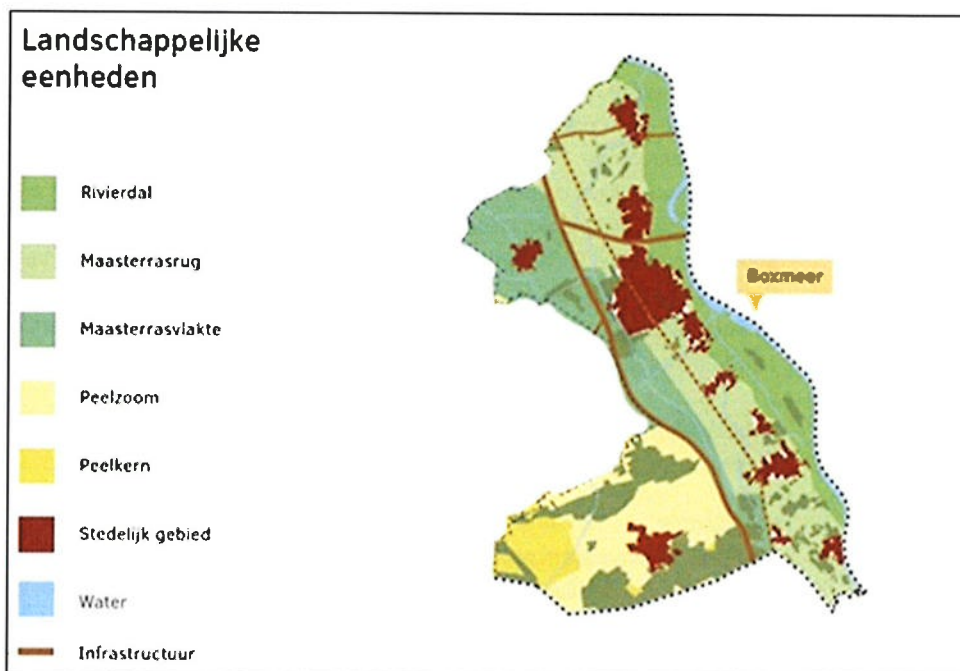 Landschappelijke
eenheden
Rivierdal
Maasterrasrug
Maasterrasvlakte
Peelzoom
Peelkern
Stedelijk gebied
Water
Infrastructuur
Boxmeer